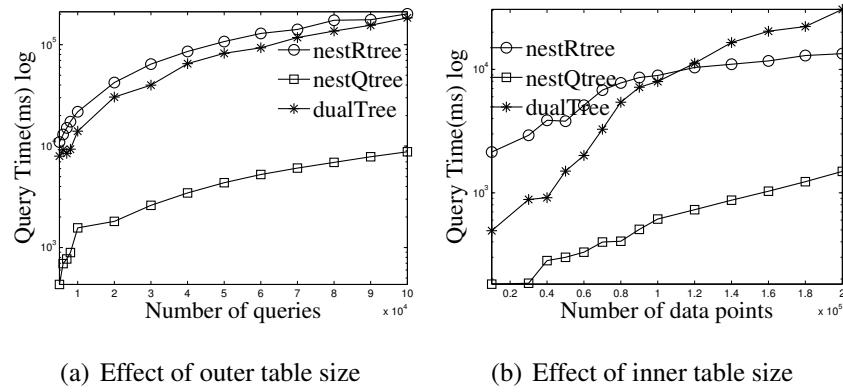 Query Time(ms) log
10^5
10^4
10^3
nestRtree
nestQtree
dualTree
1 2 3 4 5 6 7 8 9 10
x 10^4
Number of queries
(a) Effect of outer table size
Query Time(ms) log
10^4
10^3
nestRtree
nestQtree
dualTree
0.2 0.4 0.6 0.8 1 1.2 1.4 1.6 1.8 2
x 10^5
Number of data points
(b) Effect of inner table size